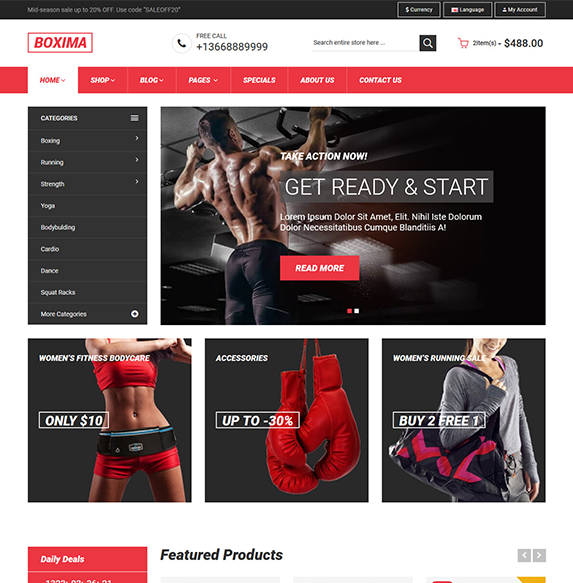 Mid-season sale up to 20% OFF. Use code "SALEOFF20"
$ Currency
Language
My Account
BOXIMA
FREE CALL
+13668889999
Search entire store here ...
2item(s) - $488.00
HOME
SHOP
BLOG
PAGES
SPECIALS
ABOUT US
CONTACT US
CATEGORIES
Boxing
Running
Strength
Yoga
Bodybulding
Cardio
Dance
Squat Racks
More Categories
TAKE ACTION NOW!
GET READY & START
Lorem Ipsum Dolor Sit Amet, Elit. Nihil Iste Dolorum
Dolor Necessitatibus Cumque Blanditiis A!
READ MORE
WOMEN'S FITNESS BODYCARE
ONLY $10
ACCESSORIES
UP TO -30%
WOMEN'S RUNNING SALE
BUY 2 FREE 1
Daily Deals
Featured Products